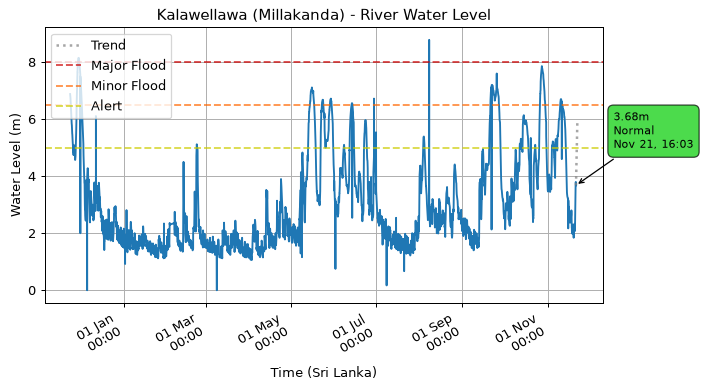 Kalawellawa (Millakanda) - River Water Level
Trend
Major Flood
Minor Flood
Alert
3.68m
Normal
Nov 21, 16:03
Water Level (m)
8
6
4
2
0
01 Jan
00:00
01 Mar
00:00
01 May
00:00
01 Jul
00:00
01 Sep
00:00
01 Nov
00:00
Time (Sri Lanka)